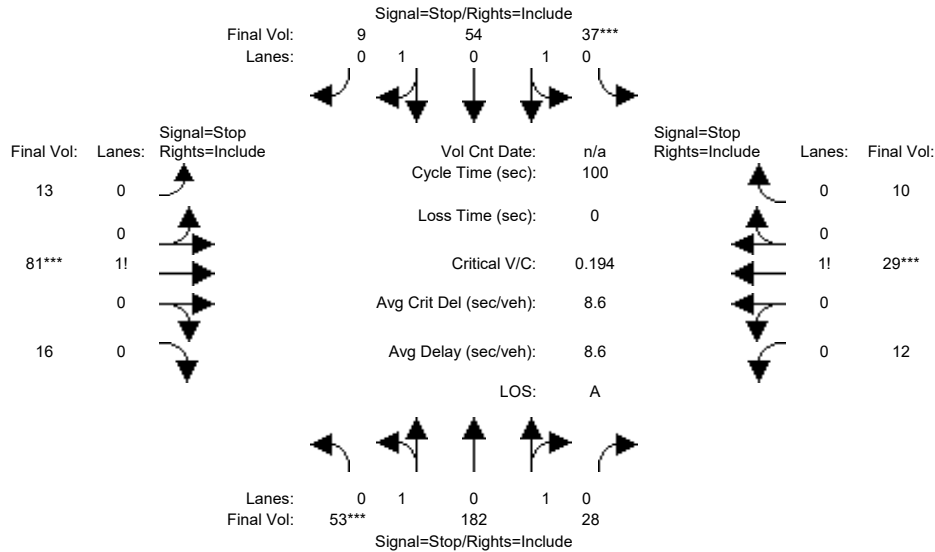 Signal=Stop/Rights=Include
Final Vol: 9 54 37***
Lanes: 0 1 0 1 0
Signal=Stop Signal=Stop
Final Vol: Lanes: Rights=Include Vol Cnt Date: n/a Rights=Include Lanes: Final Vol:
Cycle Time (sec): 100
13 0 0 10
Loss Time (sec): 0
0 0
81*** 1! Critical V/C: 0.194 1! 29***
0 Avg Crit Del (sec/veh): 8.6 0
16 0 Avg Delay (sec/veh): 8.6 0 12
LOS: A
Lanes: 0 1 0 1 0
Final Vol: 53*** 182 28
Signal=Stop/Rights=Include